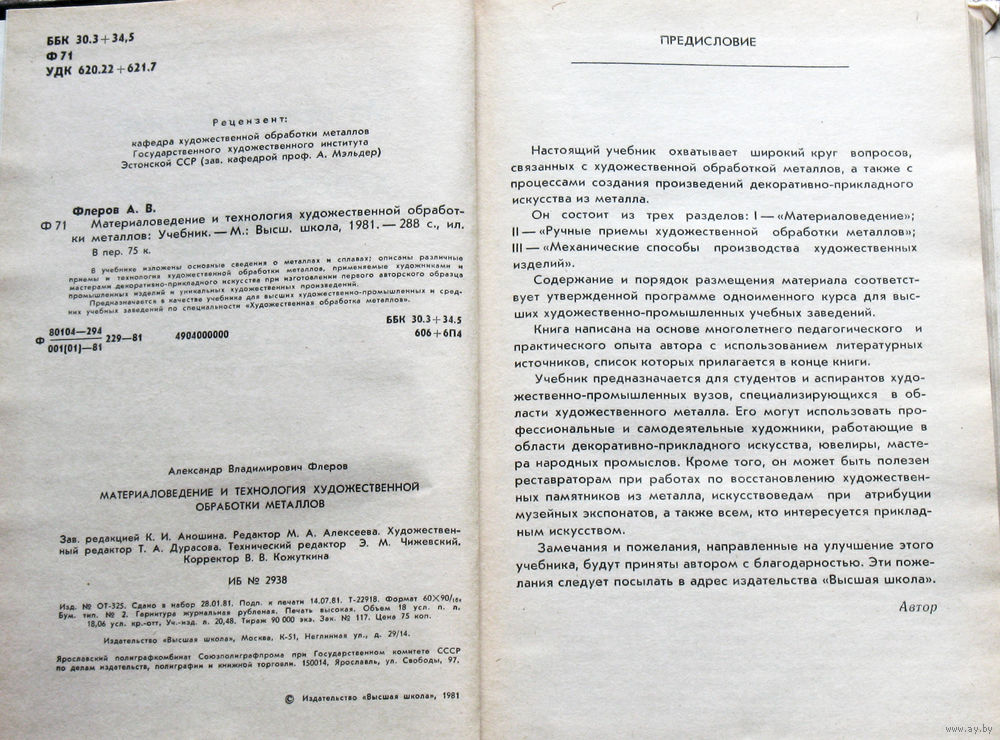 ББК 30.3+34,5
Ф 71
УДК 620.22+621.7
Рецензент:
кафедра художественной обработки металлов
Государственного художественного института
Эстонской ССР (зав. кафедрой проф. А. Мэльдер)
Флеров А. В.
Ф 71 Материаловедение и технология художественной обработ-
ки металлов: Учебник. — М.: Высш. школа, 1981. — 288 с., ил.
В пер. 75 к.
В учебнике изложены основные сведения о металлах и сплавах; описаны различные
приемы и технология художественной обработки металлов, применяемые художниками и
мастерами декоративно-прикладного искусства при изготовлении первого авторского образца
промышленных изделий и уникальных художественных произведений.
Предназначается в качестве учебника для высших художественно-промышленных и сред-
них учебных заведений по специальности «Художественная обработка металлов».
Ф 80104—294
001(01)—81 229—81 4904000000
ББК 30.3+34.5
606+6П4
Александр Владимирович Флеров
МАТЕРИАЛОВЕДЕНИЕ И ТЕХНОЛОГИЯ ХУДОЖЕСТВЕННОЙ
ОБРАБОТКИ МЕТАЛЛОВ
Зав. редакцией К. И. Аношина. Редактор М. А. Алексеева. Художествен-
ный редактор Т. А. Дурасова. Технический редактор Э. М. Чижевский.
Корректор В. В. Кожуткина
ИБ № 2938
Изд. № ОТ-325. Сдано в набор 28.01.81. Подп. к печати 14.07.81. Т-22918. Формат 60×90/16.
Бум. тип. № 2. Гарнитура журнальная рубленая. Печать высокая. Объем 18 усл. п. л.
18,06 усл. кр.-отт, Уч.-изд. л. 20,48. Тираж 90 000 экз. Зак. № 117. Цена 75 коп.
Издательство «Высшая школа», Москва, К-51, Неглинная ул., д. 29/14.
Ярославский полиграфкомбинат Союзполиграфпрома при Государственном комитете СССР
по делам издательств, полиграфии и книжной торговли. 150014, Ярославль, ул. Свободы, 97.
© Издательство «Высшая школа», 1981
ПРЕДИСЛОВИЕ
Настоящий учебник охватывает широкий круг вопросов,
связанных с художественной обработкой металлов, а также с
процессами создания произведений декоративно-прикладного
искусства из металла.
Он состоит из трех разделов: I — «Материаловедение»;
II — «Ручные приемы художественной обработки металлов»;
III — «Механические способы производства художественных
изделий».
Содержание и порядок размещения материала соответст-
вует утвержденной программе одноименного курса для выс-
ших художественно-промышленных учебных заведений.
Книга написана на основе многолетнего педагогического и
практического опыта автора с использованием литературных
источников, список которых прилагается в конце книги.
Учебник предназначается для студентов и аспирантов худо-
жественно-промышленных вузов, специализирующихся в об-
ласти художественного металла. Его могут использовать про-
фессиональные и самодеятельные художники, работающие в
области декоративно-прикладного искусства, ювелиры, масте-
ра народных промыслов. Кроме того, он может быть полезен
реставраторам при работах по восстановлению художествен-
ных памятников из металла, искусствоведам при атрибуции
музейных экспонатов, а также всем, кто интересуется приклад-
ным искусством.
Замечания и пожелания, направленные на улучшение этого
учебника, будут приняты автором с благодарностью. Эти поже-
лания следует посылать в адрес издательства «Высшая школа».
Автор
www.ay.by